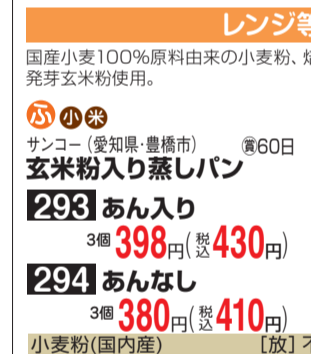 レンジ等
国産小麦100%原料由来の小麦粉、
発芽玄米粉使用。
ふ 小 米
サンコー(愛知県・豊橋市) 賞60日
玄米粉入り蒸しパン
293 あん入り
3個 398円(税込430円)
294 あんなし
3個 380円(税込410円)
小麦粉(国内産) [放]